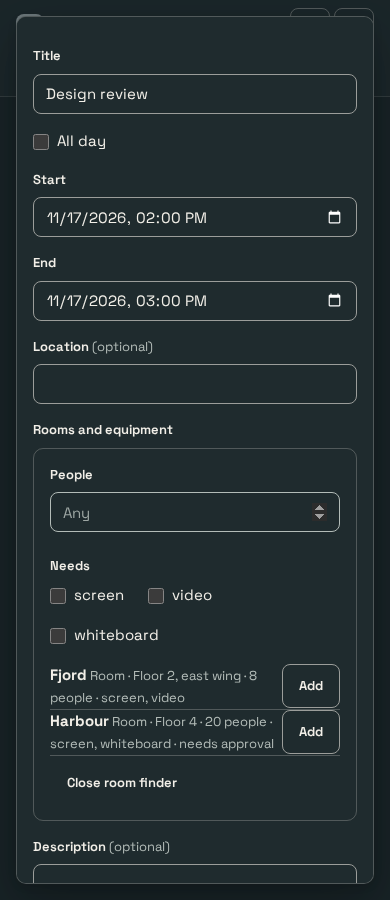 Title
Design review
All day
Start
11/17/2026, 02:00 PM
End
11/17/2026, 03:00 PM
Location (optional)
Rooms and equipment
People
Any
Needs
screen
video
whiteboard
Fjord Room · Floor 2, east wing · 8
people · screen, video
Add
Harbour Room · Floor 4 · 20 people ·
screen, whiteboard · needs approval
Add
Close room finder
Description (optional)